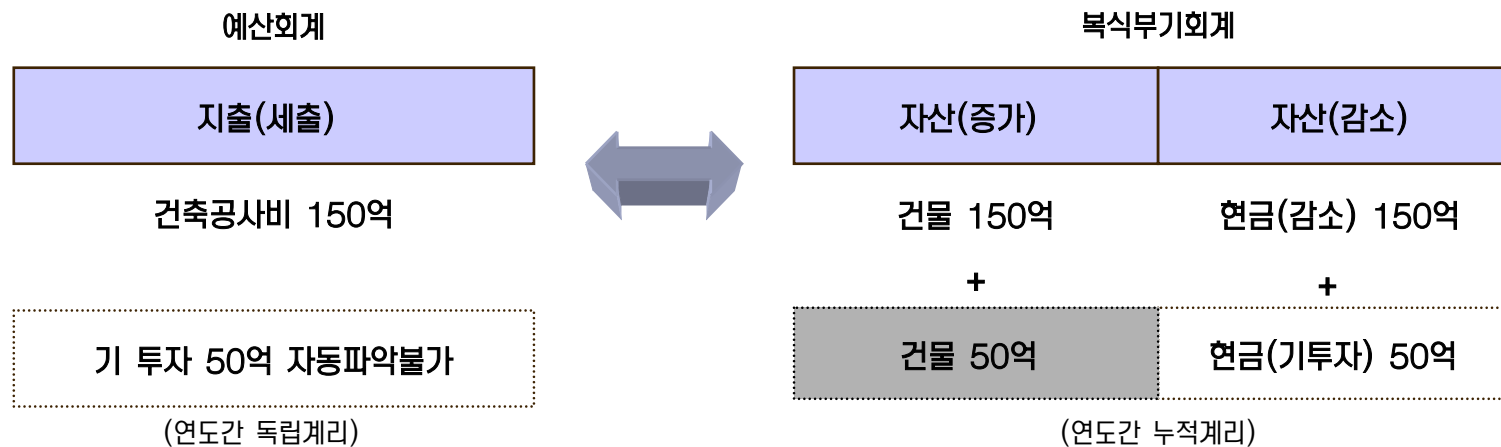 예산회계
지출(세출)
건축공사비 150억
기 투자 50억 자동파악불가
(연도간 독립계리)
복식부기회계
자산(증가) 자산(감소)
건물 150억 현금(감소) 150억
+ +
건물 50억 현금(기투자) 50억
(연도간 누적계리)